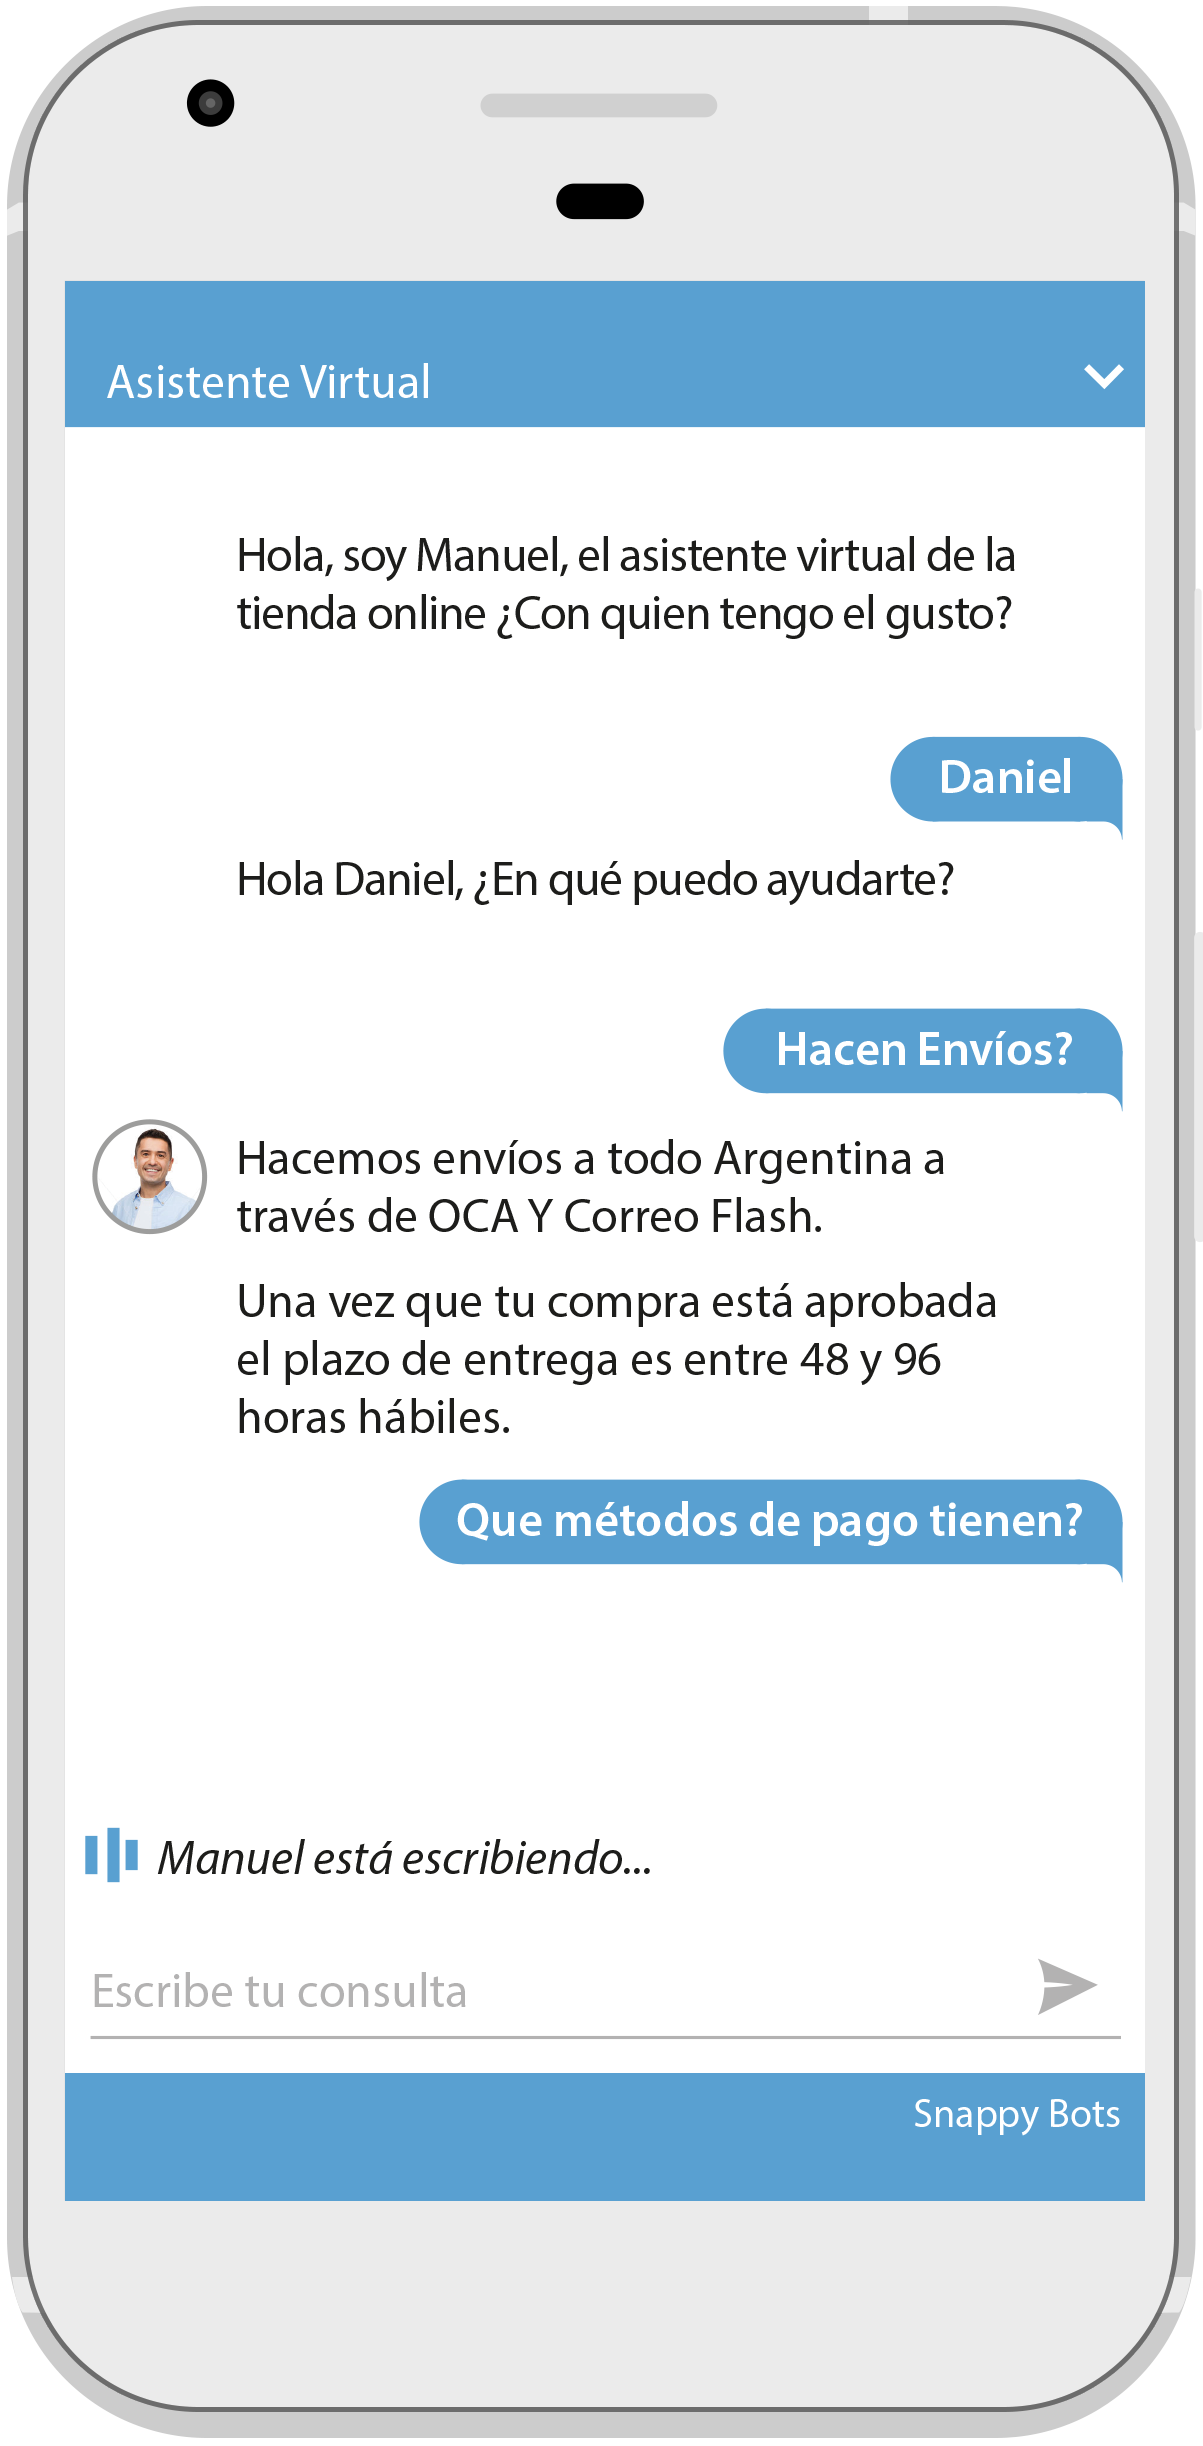 Asistente Virtual
Hola, soy Manuel, el asistente virtual de la
tienda online ¿Con quien tengo el gusto?
Daniel
Hola Daniel, ¿En qué puedo ayudarte?
Hacen Envíos?
Hacemos envíos a todo Argentina a
través de OCA Y Correo Flash.
Una vez que tu compra está aprobada
el plazo de entrega es entre 48 y 96
horas hábiles.
Que métodos de pago tienen?
Manuel está escribiendo...
Escribe tu consulta
Snappy Bots